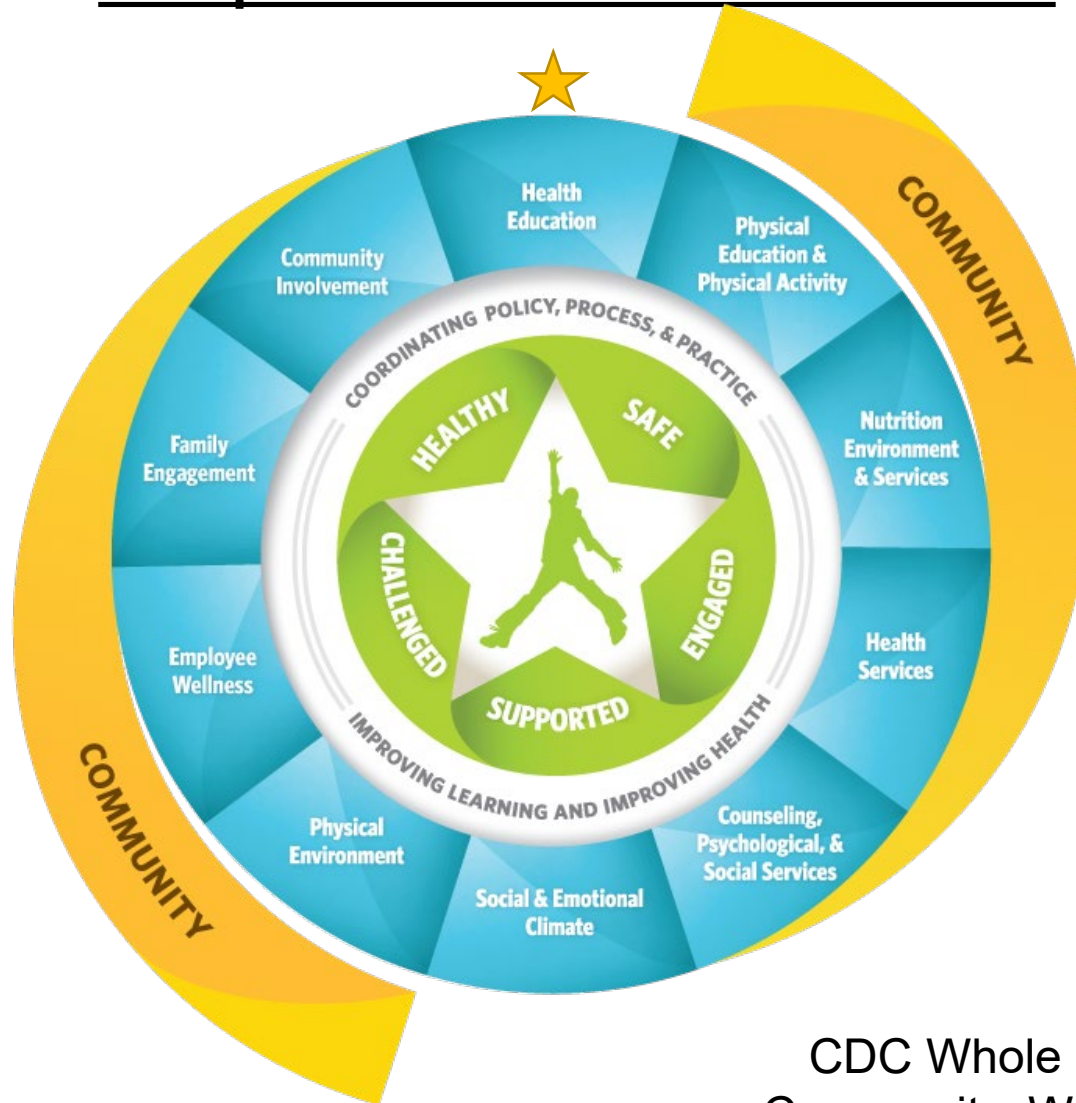 Health
Education
Physical
Education &
Physical Activity
Nutrition
Environment
& Services
Health
Services
Counseling,
Psychological, &
Social Services
Social & Emotional
Climate
Physical
Environment
Employee
Wellness
Family
Engagement
Community
Involvement
COMMUNITY
COMMUNITY
COORDINATING POLICY, PROCESS, & PRACTICE
IMPROVING LEARNING AND IMPROVING HEALTH
HEALTHY
SAFE
ENGAGED
SUPPORTED
CHALLENGED
CDC Whole